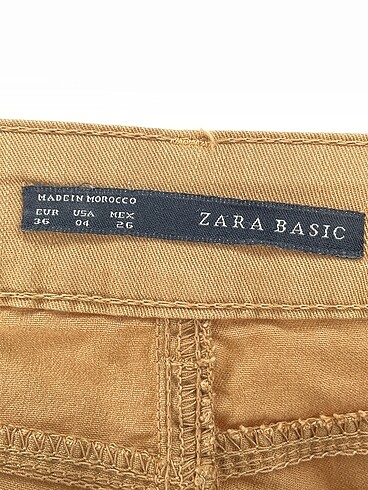 MADE IN MOROCCO
EUR USA MEX
36 04 26
ZARA BASIC